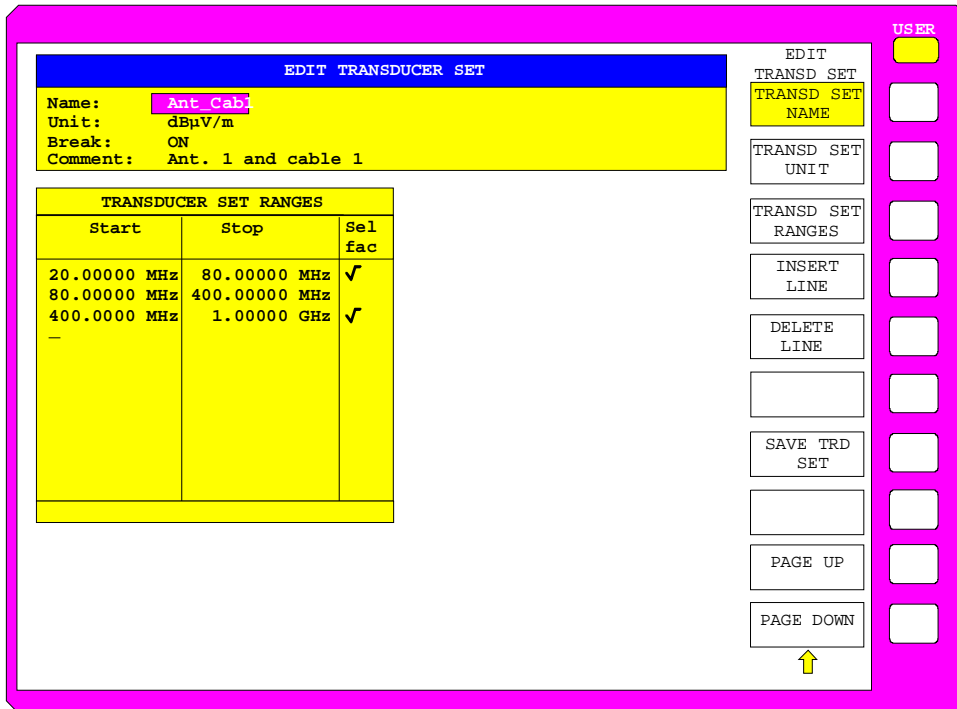 USER
EDIT TRANSDUCER SET
Name: Ant_Cab1
Unit: dBµV/m
Break: ON
Comment: Ant. 1 and cable 1
TRANSDUCER SET RANGES
Start Stop Sel
fac
20.00000 MHz 80.00000 MHz √
80.00000 MHz 400.00000 MHz
400.0000 MHz 1.00000 GHz √
_
EDIT
TRANSD SET
TRANSD SET
NAME
TRANSD SET
UNIT
TRANSD SET
RANGES
INSERT
LINE
DELETE
LINE
SAVE TRD
SET
PAGE UP
PAGE DOWN